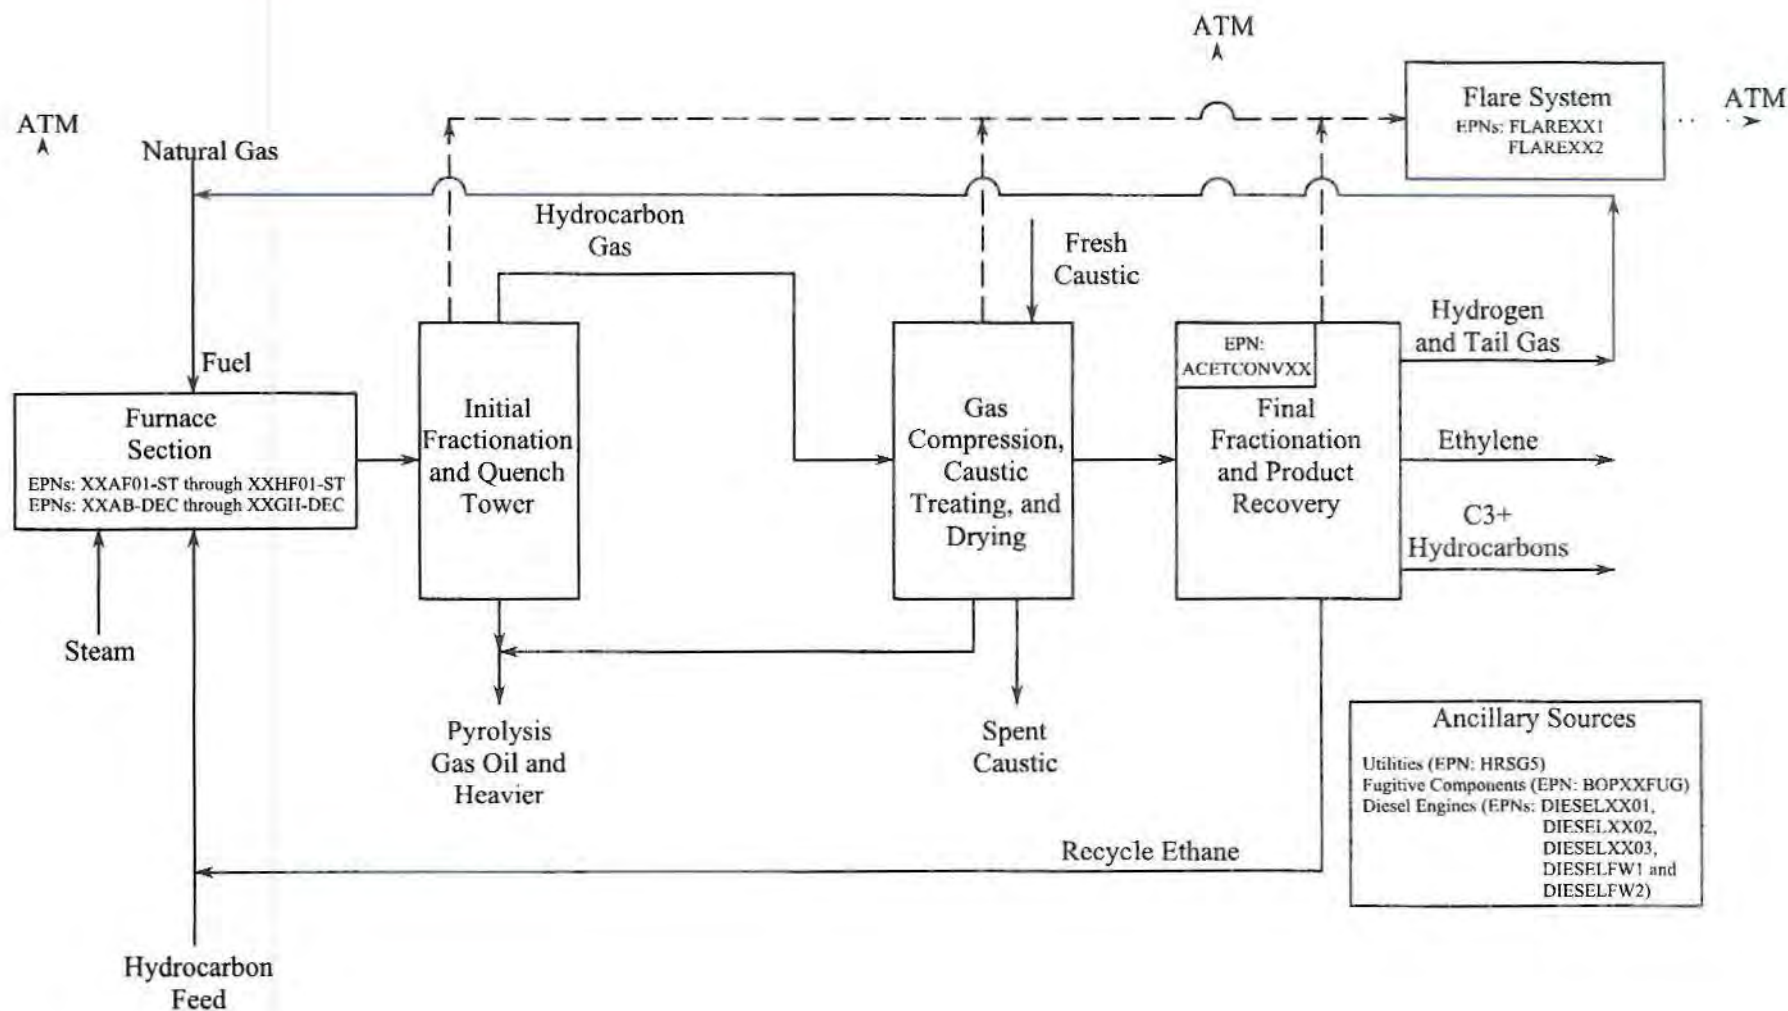 ATM
Flare System
EPNs: FLAREXX1
FLAREXX2
ATM
ATM
Natural Gas
Hydrocarbon
Gas
Fresh
Caustic
Hydrogen
and Tail Gas
Fuel
EPN:
ACETCONVXX
Furnace
Section
EPNs: XXAF01-ST through XXHF01-ST
EPNs: XXAB-DEC through XXGH-DEC
Initial
Fractionation
and Quench
Tower
Gas
Compression,
Caustic
Treating, and
Drying
Final
Fractionation
and Product
Recovery
Ethylene
C3+
Hydrocarbons
Steam
Pyrolysis
Gas Oil and
Heavier
Spent
Caustic
Ancillary Sources
Utilities (EPN: HRSG5)
Fugitive Components (EPN: BOPXXFUG)
Diesel Engines (EPNs: DIESELXX01,
DIESELXX02,
DIESELXX03,
DIESELFW1 and
DIESELFW2)
Recycle Ethane
Hydrocarbon
Feed